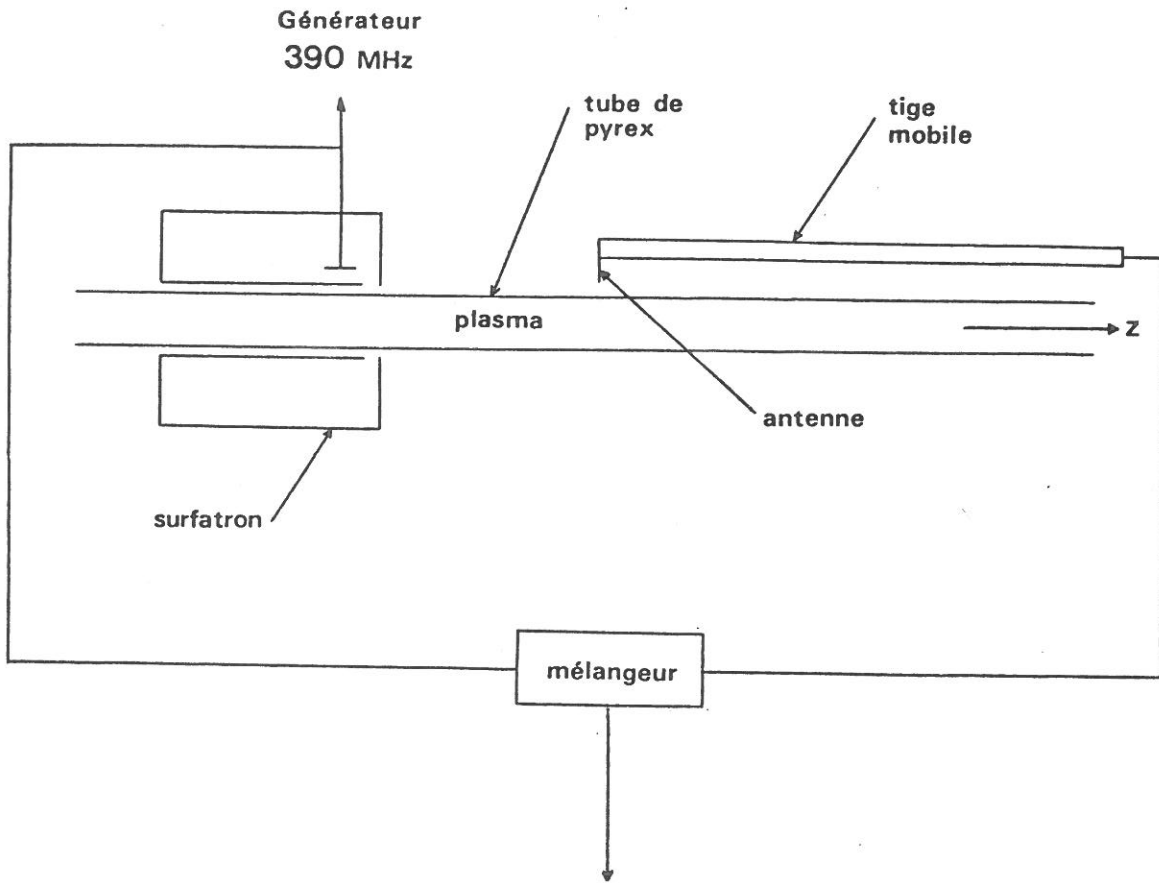 Générateur
390 MHz
tube de
pyrex
tige
mobile
plasma
z
antenne
surfatron
mélangeur